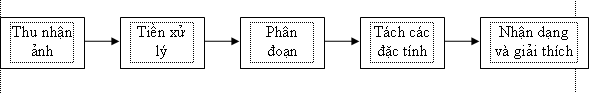 Thu nhận
ảnh
Tiền xử
lý
Phân
đoạn
Tách các
đặc tính
Nhận dạng
và giải thích